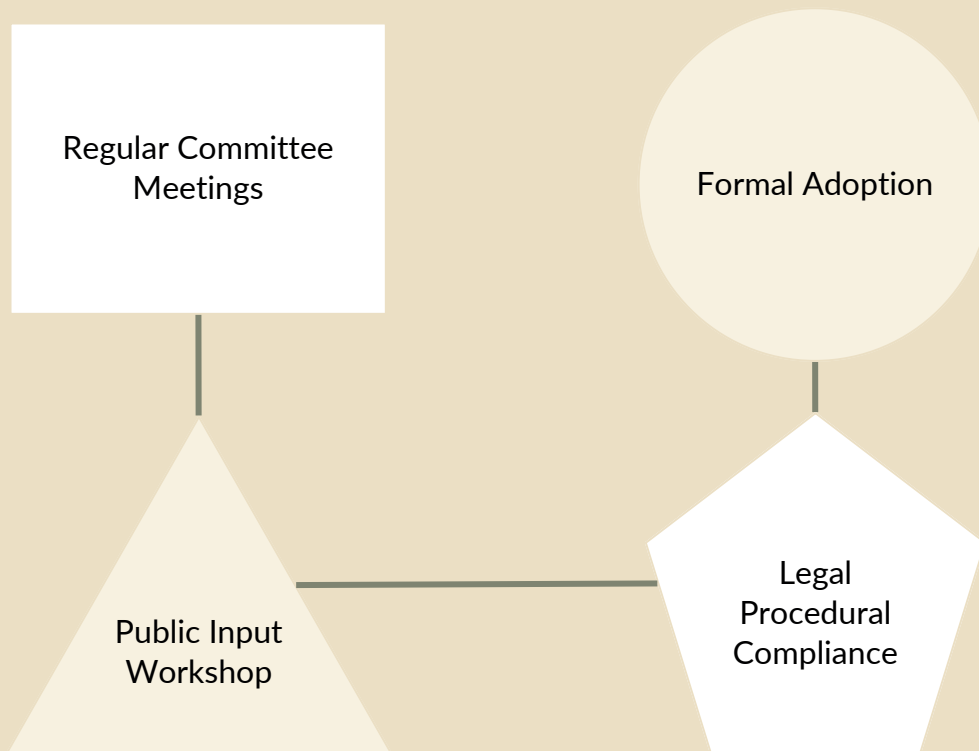 Regular Committee
Meetings
Formal Adoption
Public Input
Workshop
Legal
Procedural
Compliance